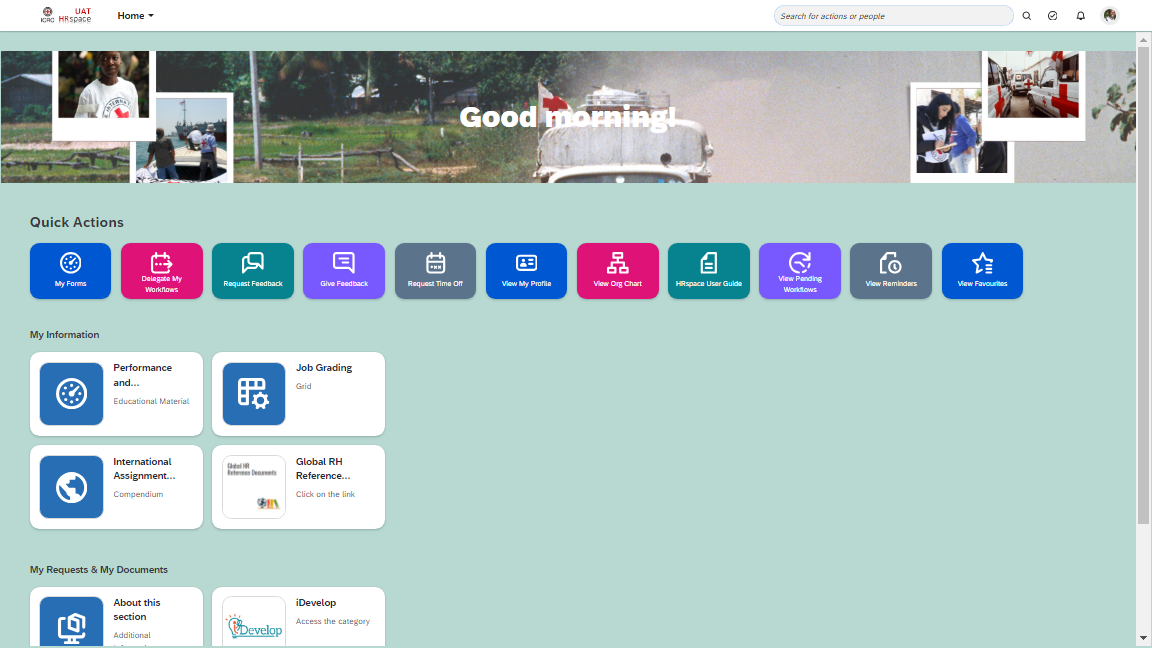 ICRC
UAT
HRspace
Home
Search for actions or people
Good morning!
Quick Actions
My Forms
Delegate My
Workflows
Request Feedback
Give Feedback
Request Time Off
View My Profile
View Org Chart
HRspace User Guide
View Pending
Workflows
View Reminders
View Favourites
My Information
Performance
and...
Educational Material
Job Grading
Grid
International
Assignment...
Compendium
Global HR
Reference Documents
Global RH
Reference...
Click on the link
My Requests & My Documents
About this
section
Additional
iDevelop
iDevelop
Access the category